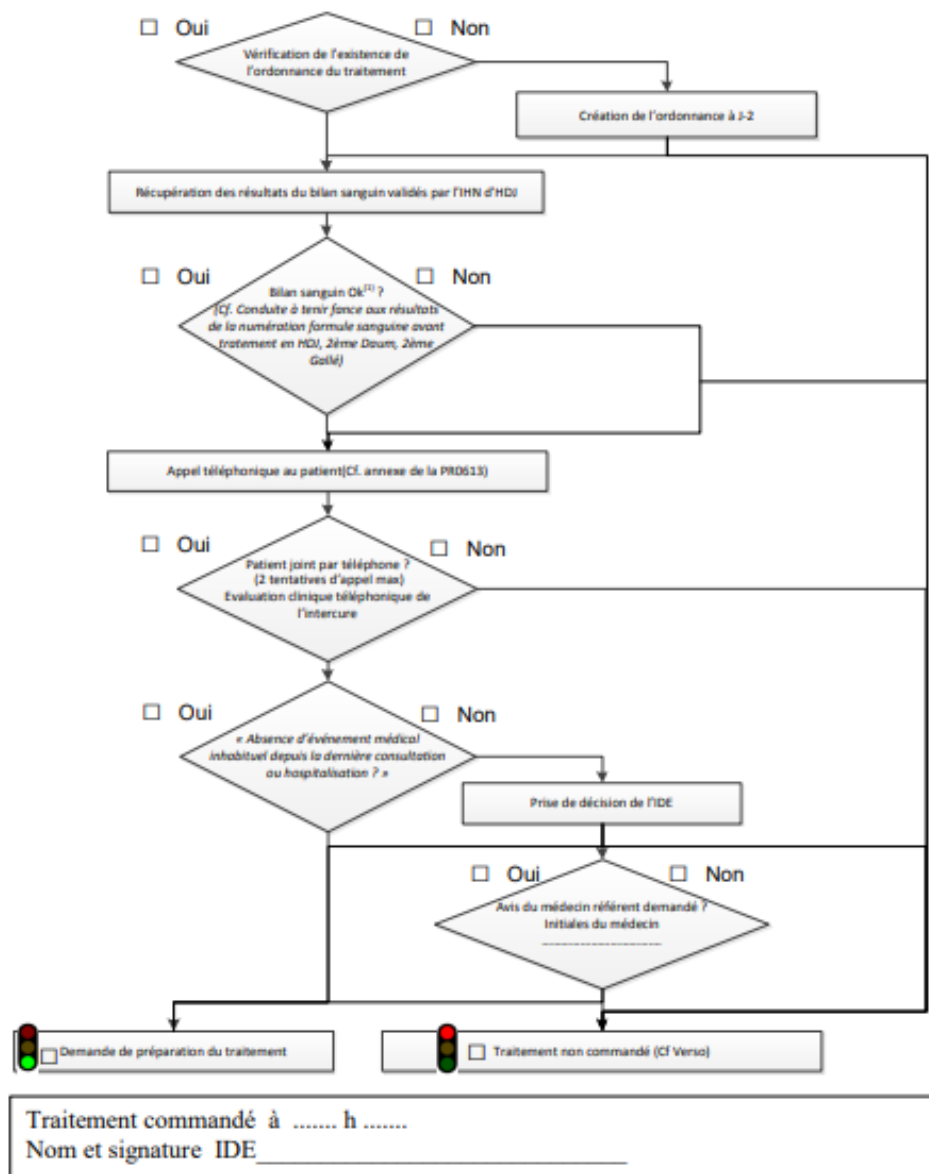 ☐ Oui ☐ Non
Vérification de l'existence de
l'ordonnance du traitement
Création de l'ordonnance à J-2
Récupération des résultats du bilan sanguin validés par l'IHN d'HDJ
☐ Oui ☐ Non
Bilan sanguin Ok(1) ?
(Cf. Conduite à tenir fance aux résultats
de la numération formule sanguine avant
tratement en HDJ, 2ème Daum, 2ème
Gallé)
Appel téléphonique au patient(Cf. annexe de la PR0613)
☐ Oui ☐ Non
Patient joint par téléphone ?
(2 tentatives d'appel max)
Evaluation clinique téléphonique de
l'intercure
☐ Oui ☐ Non
« Absence d'événement médical
inhabituel depuis la dernière consultation
ou hospitalisation ? »
Prise de décision de l'IDE
☐ Oui ☐ Non
Avis du médecin référent demandé ?
Initiales du médecin
................................
☐ Demande de préparation du traitement
☐ Traitement non commandé (Cf Verso)
Traitement commandé à ....... h .......
Nom et signature IDE______________________________